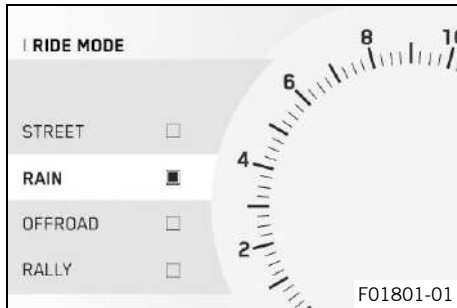 RIDE MODE
STREET
RAIN
OFFROAD
RALLY
2
4
6
8
F01801-01